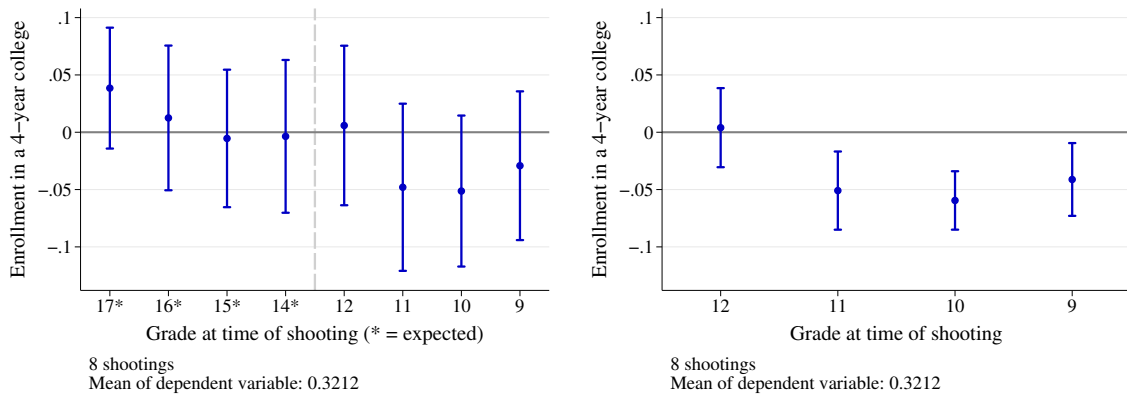 Enrollment in a 4−year college
.1
.05
0
−.05
−.1
17* 16* 15* 14* 12 11 10 9
Grade at time of shooting (* = expected)
8 shootings
Mean of dependent variable: 0.3212
Enrollment in a 4−year college
.1
.05
0
−.05
−.1
12 11 10 9
Grade at time of shooting
8 shootings
Mean of dependent variable: 0.3212